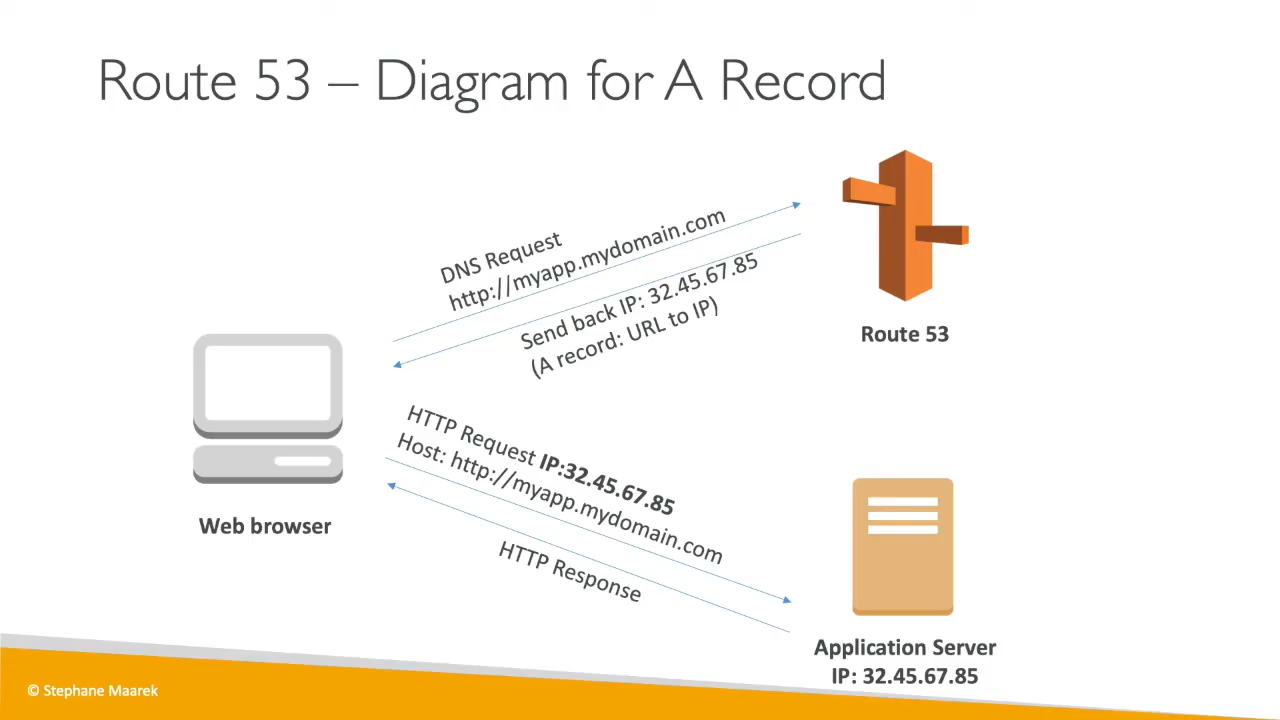 Route 53 – Diagram for A Record
DNS Request
http://myapp.mydomain.com
Send back IP: 32.45.67.85
(A record: URL to IP)
Route 53
HTTP Request IP:32.45.67.85
Host: http://myapp.mydomain.com
HTTP Response
Web browser
Application Server
IP: 32.45.67.85
© Stephane Maarek